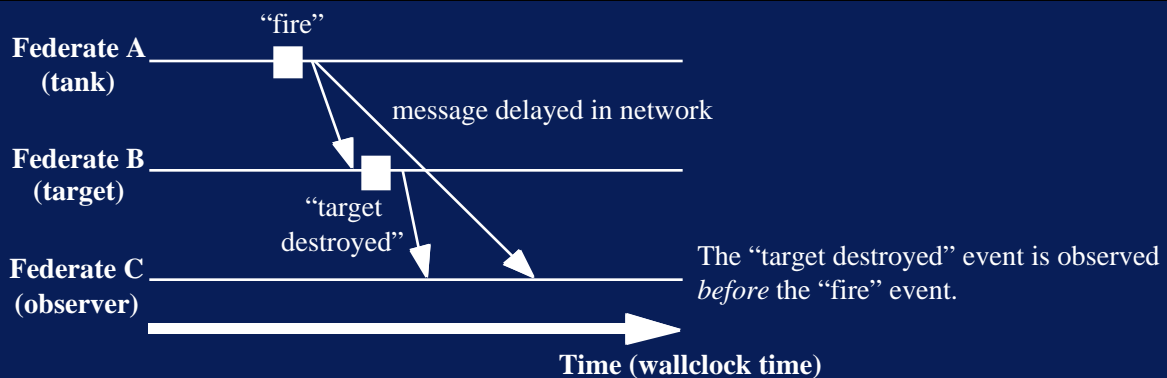 “fire”
Federate A
(tank)
message delayed in network
Federate B
(target)
“target
destroyed”
Federate C
(observer)
The “target destroyed” event is observed
before the “fire” event.
Time (wallclock time)